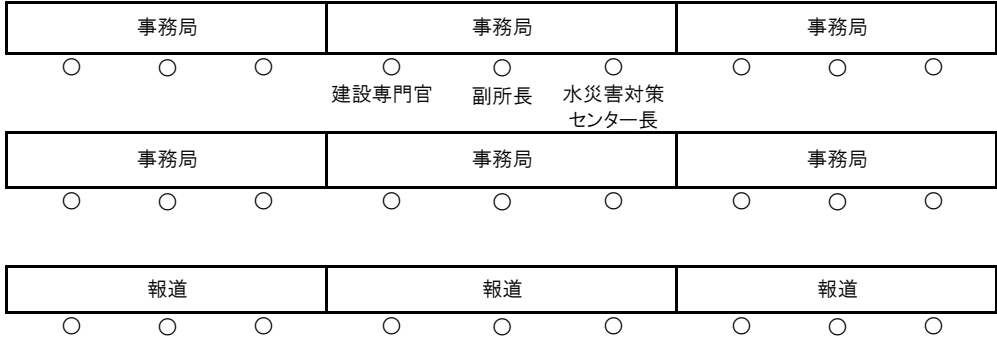 事務局 事務局 事務局
○ ○ ○ ○ ○ ○ ○ ○ ○
建設専門官 副所長 水災害対策
センター長
事務局 事務局 事務局
○ ○ ○ ○ ○ ○ ○ ○ ○
報道 報道 報道
○ ○ ○ ○ ○ ○ ○ ○ ○